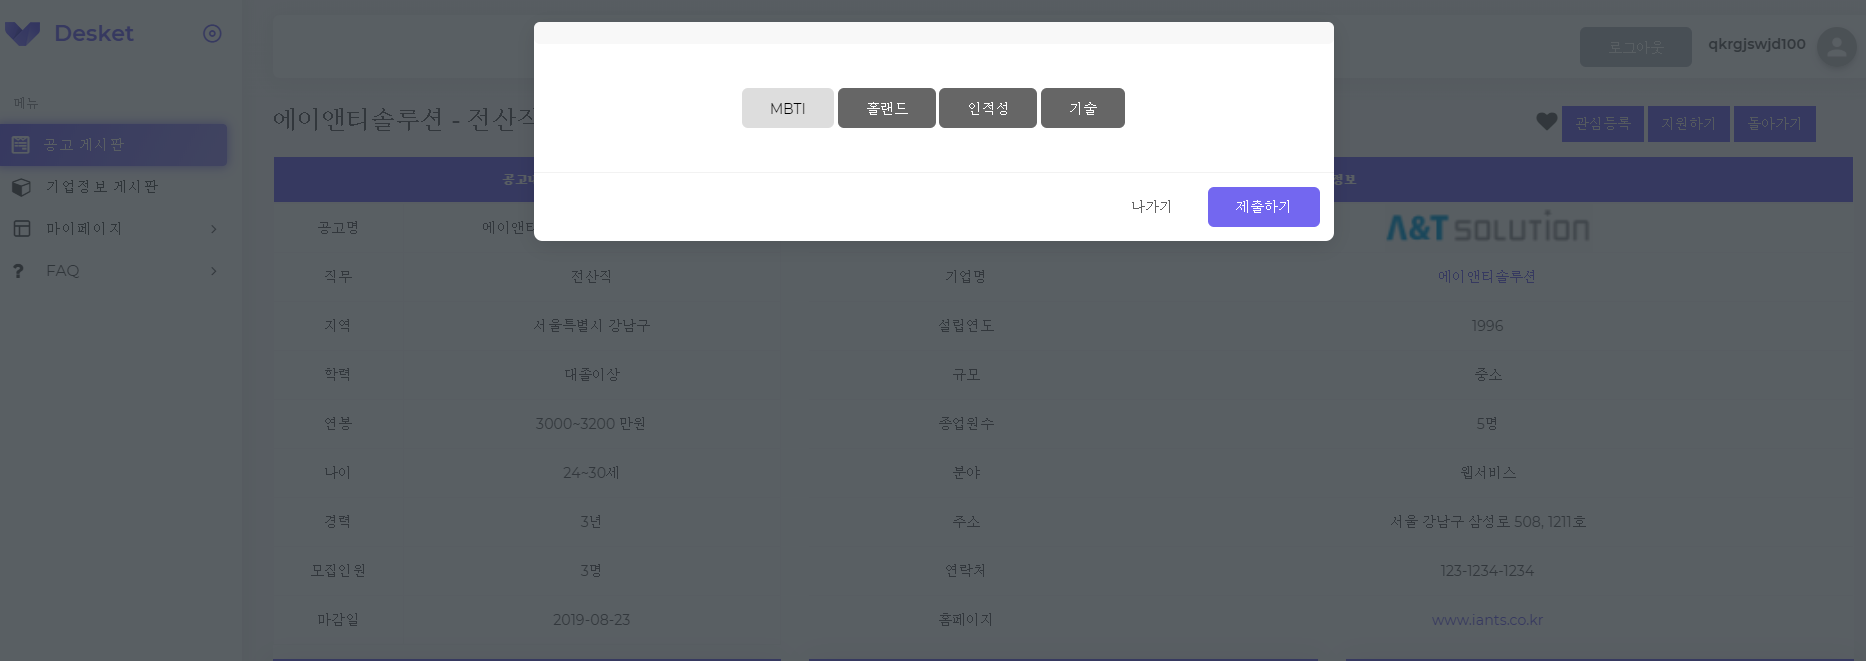 Desket
메뉴
공고 게시판
기업정보 게시판
마이페이지
FAQ
로그아웃 qkrgjswjd100
에이앤티솔루션 - 전산직
관심등록 지원하기 돌아가기
MBTI 홀랜드 인적성 기술
나가기 제출하기
공고 정보
공고명 에이앤티 A&T SOLUTION
직무 전산직 기업명 에이앤티솔루션
지역 서울특별시 강남구 설립연도 1996
학력 대졸이상 규모 중소
연봉 3000~3200 만원 종업원수 5명
나이 24~30세 분야 웹서비스
경력 3년 주소 서울 강남구 삼성로 508, 1211호
모집인원 3명 연락처 123-1234-1234
마감일 2019-08-23 홈페이지 www.iants.co.kr